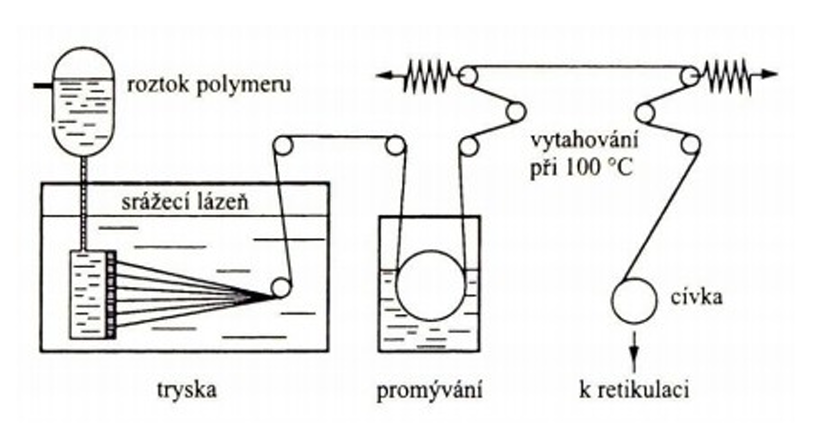 roztok polymeru
vytahování
při 100 °C
srážecí lázeň
cívka
tryska
promývání
k retikulaci